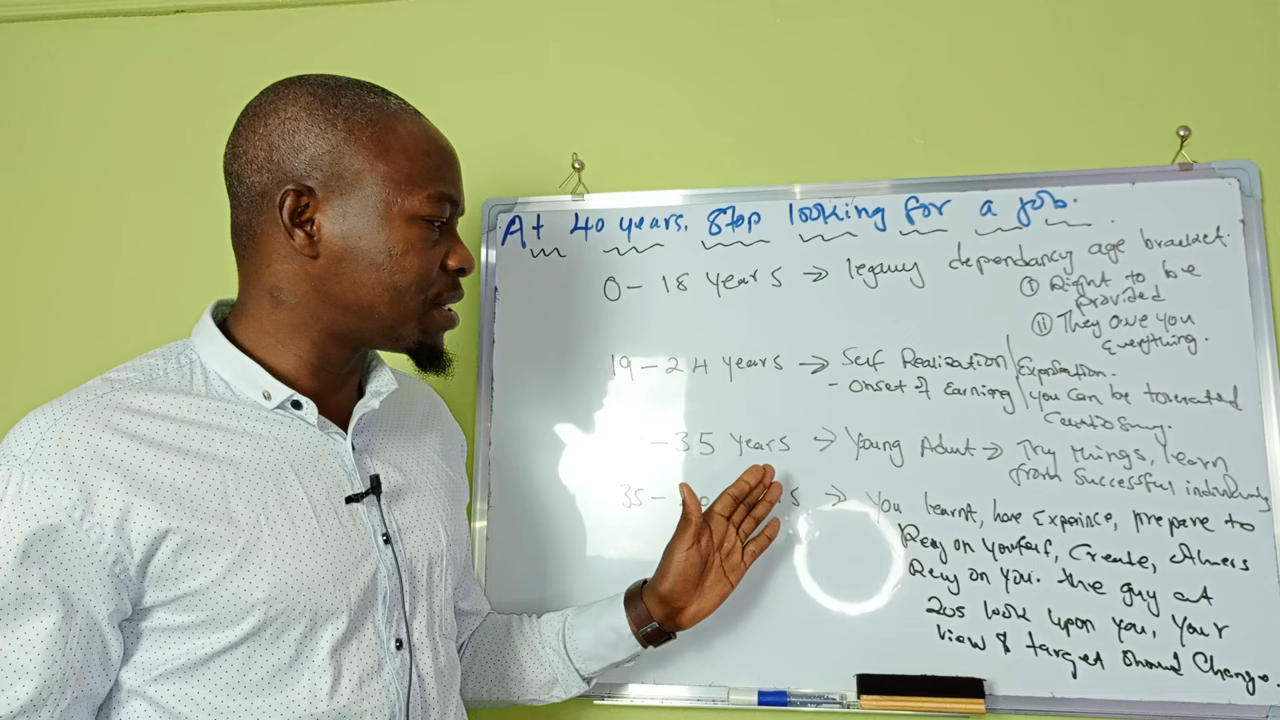 At 40 years. Stop looking for a job.
0 - 18 years → legacy dependancy age bracket.
(i) Right to be
provided
(ii) They owe you
everything.
19 - 24 years → Self Realization / Exploration.
- Onset of Earning / you can be tolerated
- 35 years → Young Adult → Try things, learn
from Successful individuals
35 - → You learnt, have Experince, prepare to
Rely on yourself, Create, others
Rely on you. the guy at
20s look upon you, your
view & target should Change.